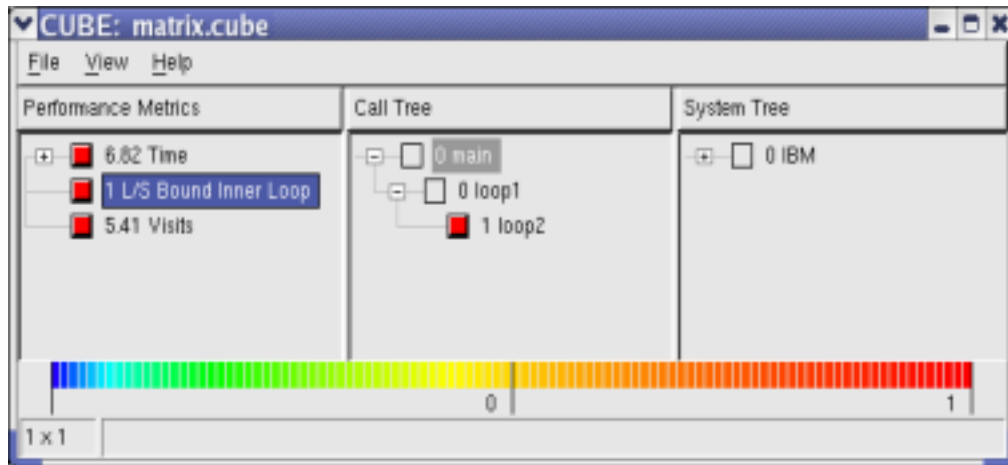 CUBE: matrix.cube
File View Help
Performance Metrics
Call Tree
System Tree
6.82 Time
1 L/S Bound Inner Loop
5.41 Visits
0 main
0 loop1
1 loop2
0 IBM
0 1
1 x 1